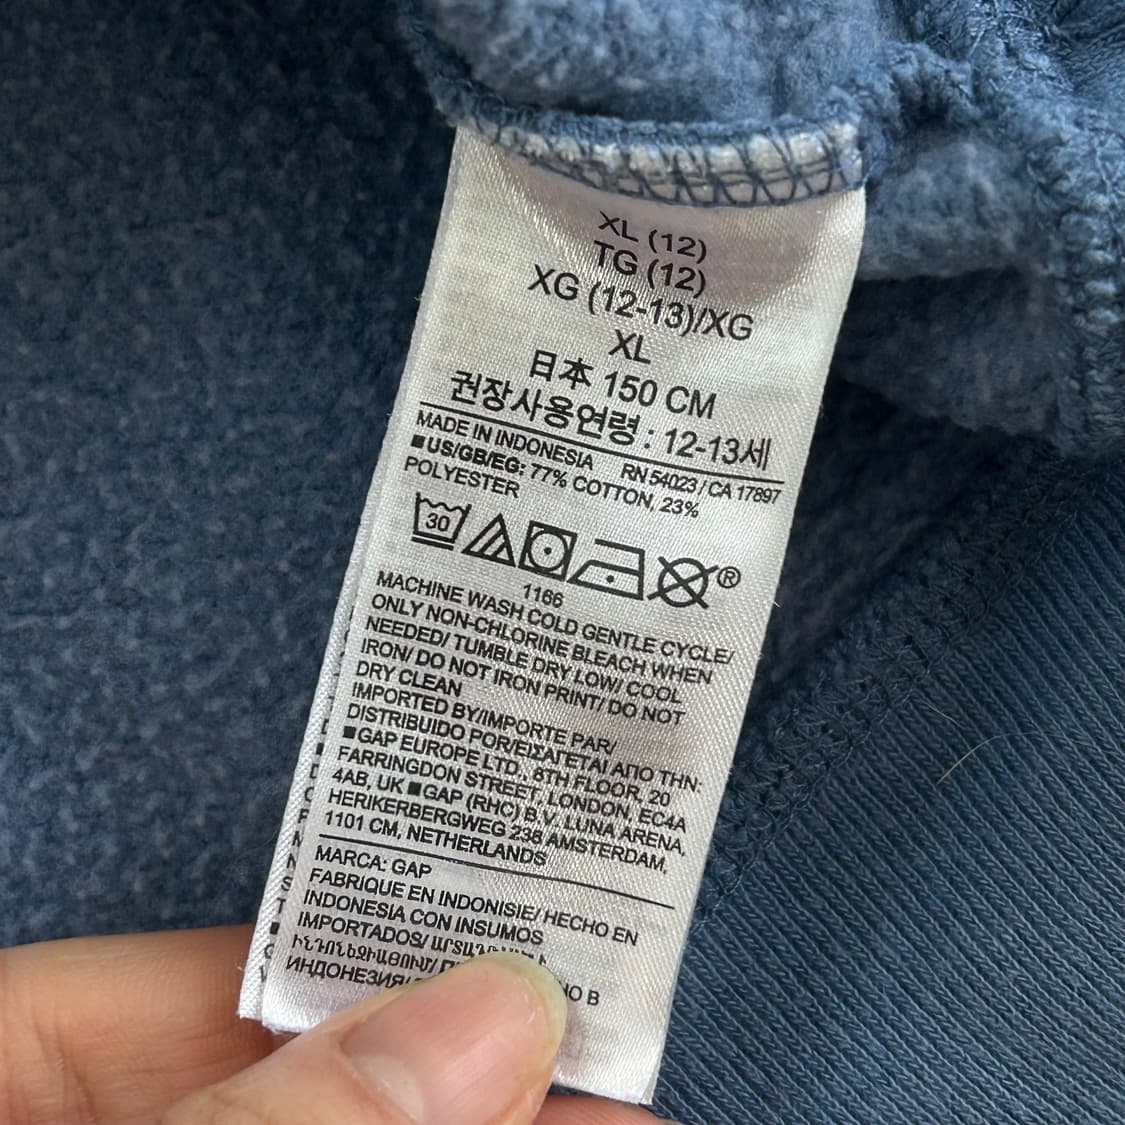 XL (12)
TG (12)
XG (12-13)/XG
XL
日本 150 CM
권장사용연령 : 12-13세
MADE IN INDONESIA RN 54023 / CA 17897
■US/GB/EG: 77% COTTON, 23%
POLYESTER
30
®
1166
MACHINE WASH COLD GENTLE CYCLE/
ONLY NON-CHLORINE BLEACH WHEN
NEEDED/ TUMBLE DRY LOW/ COOL
IRON/ DO NOT IRON PRINT/ DO NOT
DRY CLEAN
IMPORTED BY/IMPORTE PAR/
DISTRIBUIDO POR/ΕΙΣΑΓΕΤΑΙ ΑΠΟ ΤΗΝ:
■GAP EUROPE LTD., 8TH FLOOR, 20
FARRINGDON STREET, LONDON, EC4A
4AB, UK ■GAP (RHC) B.V. LUNA ARENA,
HERIKERBERGWEG 238 AMSTERDAM,
1101 CM, NETHERLANDS
MARCA: GAP
FABRIQUE EN INDONISIE/ HECHO EN
INDONESIA CON INSUMOS
IMPORTADOS/
ИНДОНЕЗИЯ/